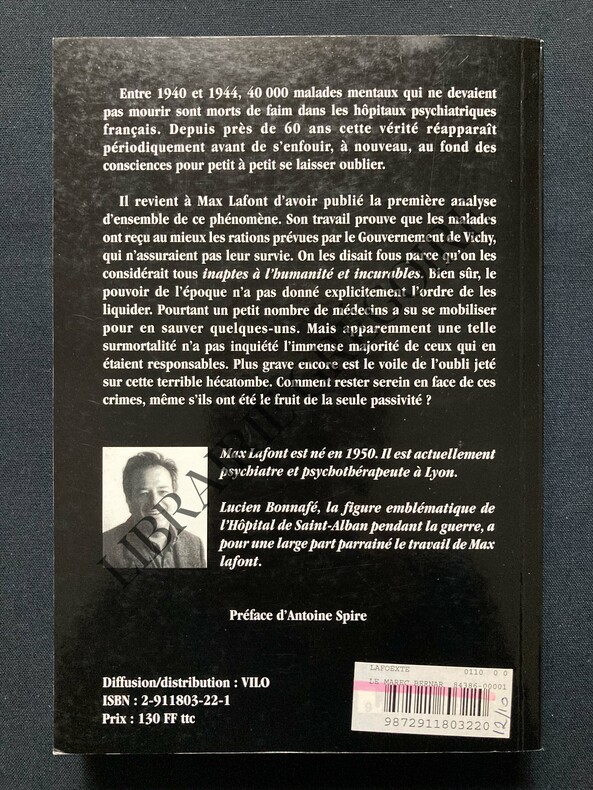 Entre 1940 et 1944, 40 000 malades mentaux qui ne devaient
pas mourir sont morts de faim dans les hôpitaux psychiatriques
français. Depuis près de 60 ans cette vérité réapparaît
périodiquement avant de s'enfouir, à nouveau, au fond des
consciences pour petit à petit se laisser oublier.
Il revient à Max Lafont d'avoir publié la première analyse
d'ensemble de ce phénomène. Son travail prouve que les malades
ont reçu au mieux les rations prévues par le Gouvernement de Vichy,
qui n'assuraient pas leur survie. On les disait fous parce qu'on les
considérait tous inaptes à l'humanité et incurables. Bien sûr, le
pouvoir de l'époque n'a pas donné explicitement l'ordre de les
liquider. Pourtant un petit nombre de médecins a su se mobiliser
pour en sauver quelques-uns. Mais apparemment une telle
surmortalité n'a pas inquiété l'immense majorité de ceux qui en
étaient responsables. Plus grave encore est le voile de l'oubli jeté
sur cette terrible hécatombe. Comment rester serein en face de ces
crimes, même s'ils ont été le fruit de la seule passivité ?
Max Lafont est né en 1950. Il est actuellement
psychiatre et psychothérapeute à Lyon.
Lucien Bonnafé, la figure emblématique de
l'Hôpital de Saint-Alban pendant la guerre, a
pour une large part parrainé le travail de Max
lafont.
Préface d'Antoine Spire
Diffusion/distribution : VILO
ISBN : 2-911803-22-1
Prix : 130 FF ttc
LAFOEXTE 0110 0 0
LE MAREC BERNAR 84386-00001
9872911803220
12/10